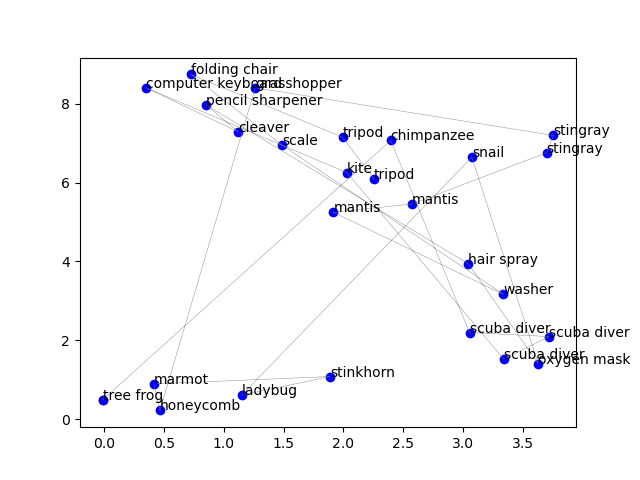 folding chair
computer keyboard
grasshopper
pencil sharpener
cleaver
scale
tripod
chimpanzee
stingray
stingray
snail
kite
tripod
mantis
mantis
hair spray
washer
scuba diver
scuba diver
scuba diver
oxygen mask
stinkhorn
marmot
ladybug
tree frog
honeycomb
8
6
4
2
0
0.0 0.5 1.0 1.5 2.0 2.5 3.0 3.5